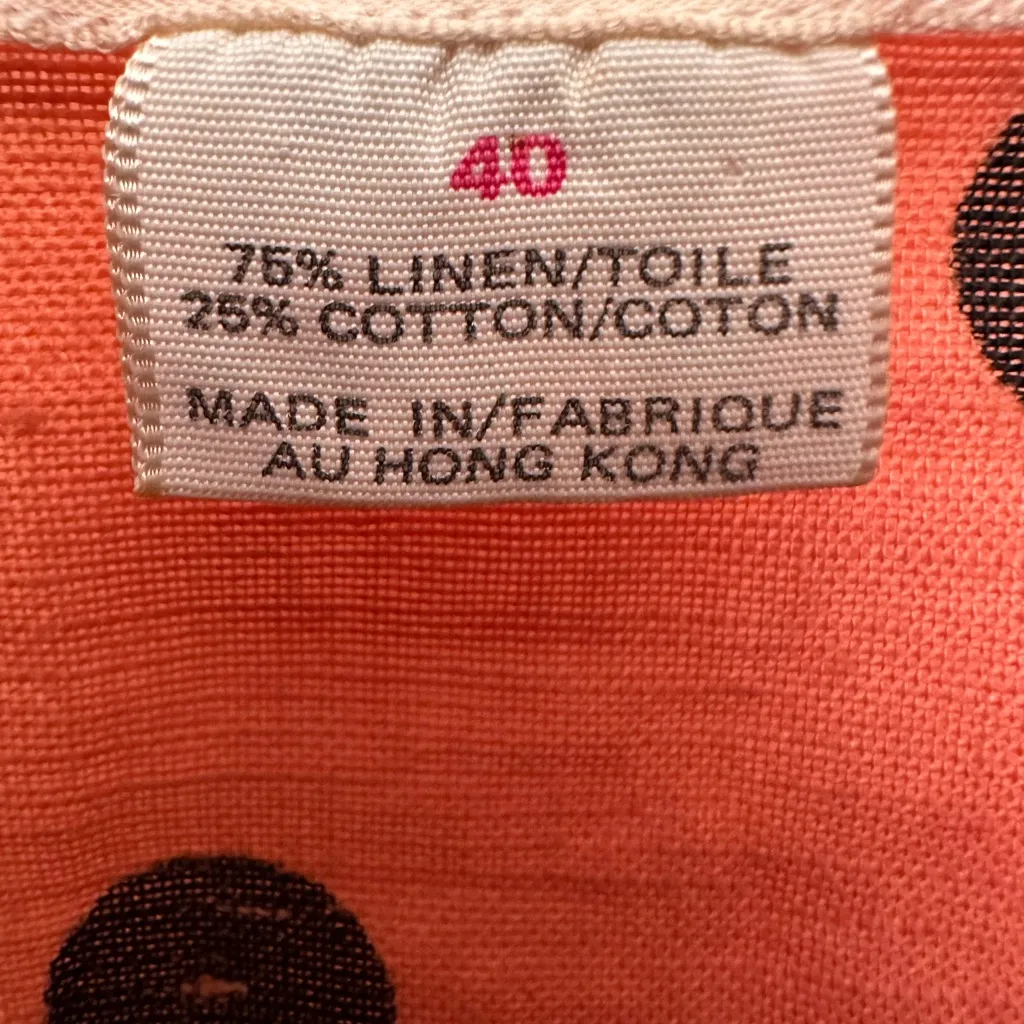 40
75% LINEN/TOILE
25% COTTON/COTON
MADE IN/FABRIQUE
AU HONG KONG